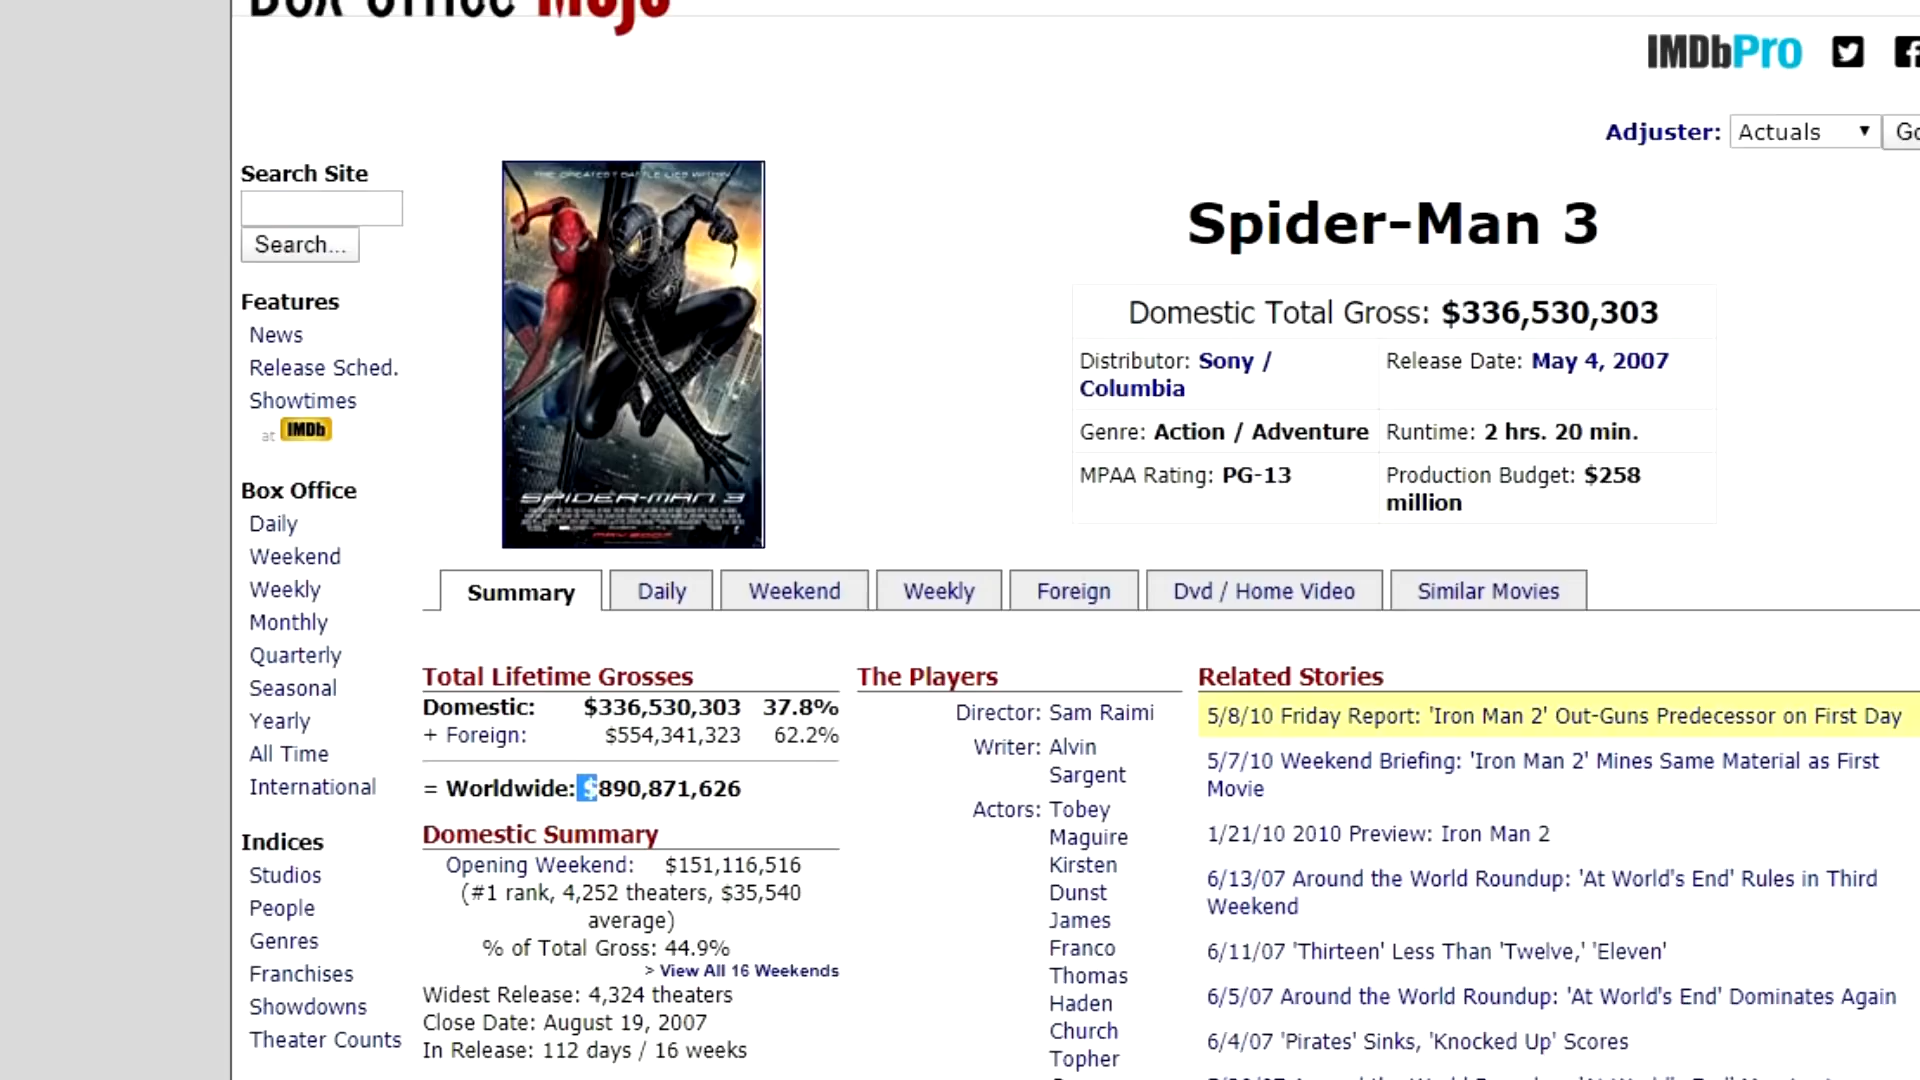 Box Office Mojo
IMDbPro
Adjuster: Actuals
Search Site
Search...
Features
News
Release Sched.
Showtimes
at IMDb
Box Office
Daily
Weekend
Weekly
Monthly
Quarterly
Seasonal
Yearly
All Time
International
Indices
Studios
People
Genres
Franchises
Showdowns
Theater Counts
THE GREATEST BATTLE LIES WITHIN
SPIDER-MAN 3
MAY 2007
Spider-Man 3
Domestic Total Gross: $336,530,303
Distributor: Sony /
Columbia
Release Date: May 4, 2007
Genre: Action / Adventure
Runtime: 2 hrs. 20 min.
MPAA Rating: PG-13
Production Budget: $258
million
Summary
Daily
Weekend
Weekly
Foreign
Dvd / Home Video
Similar Movies
Total Lifetime Grosses
Domestic: $336,530,303 37.8%
+ Foreign: $554,341,323 62.2%
= Worldwide: $890,871,626
Domestic Summary
Opening Weekend: $151,116,516
(#1 rank, 4,252 theaters, $35,540
average)
% of Total Gross: 44.9%
> View All 16 Weekends
Widest Release: 4,324 theaters
Close Date: August 19, 2007
In Release: 112 days / 16 weeks
The Players
Director: Sam Raimi
Writer: Alvin
Sargent
Actors: Tobey
Maguire
Kirsten
Dunst
James
Franco
Thomas
Haden
Church
Topher
Related Stories
5/8/10 Friday Report: 'Iron Man 2' Out-Guns Predecessor on First Day
5/7/10 Weekend Briefing: 'Iron Man 2' Mines Same Material as First
Movie
1/21/10 2010 Preview: Iron Man 2
6/13/07 Around the World Roundup: 'At World's End' Rules in Third
Weekend
6/11/07 'Thirteen' Less Than 'Twelve,' 'Eleven'
6/5/07 Around the World Roundup: 'At World's End' Dominates Again
6/4/07 'Pirates' Sinks, 'Knocked Up' Scores